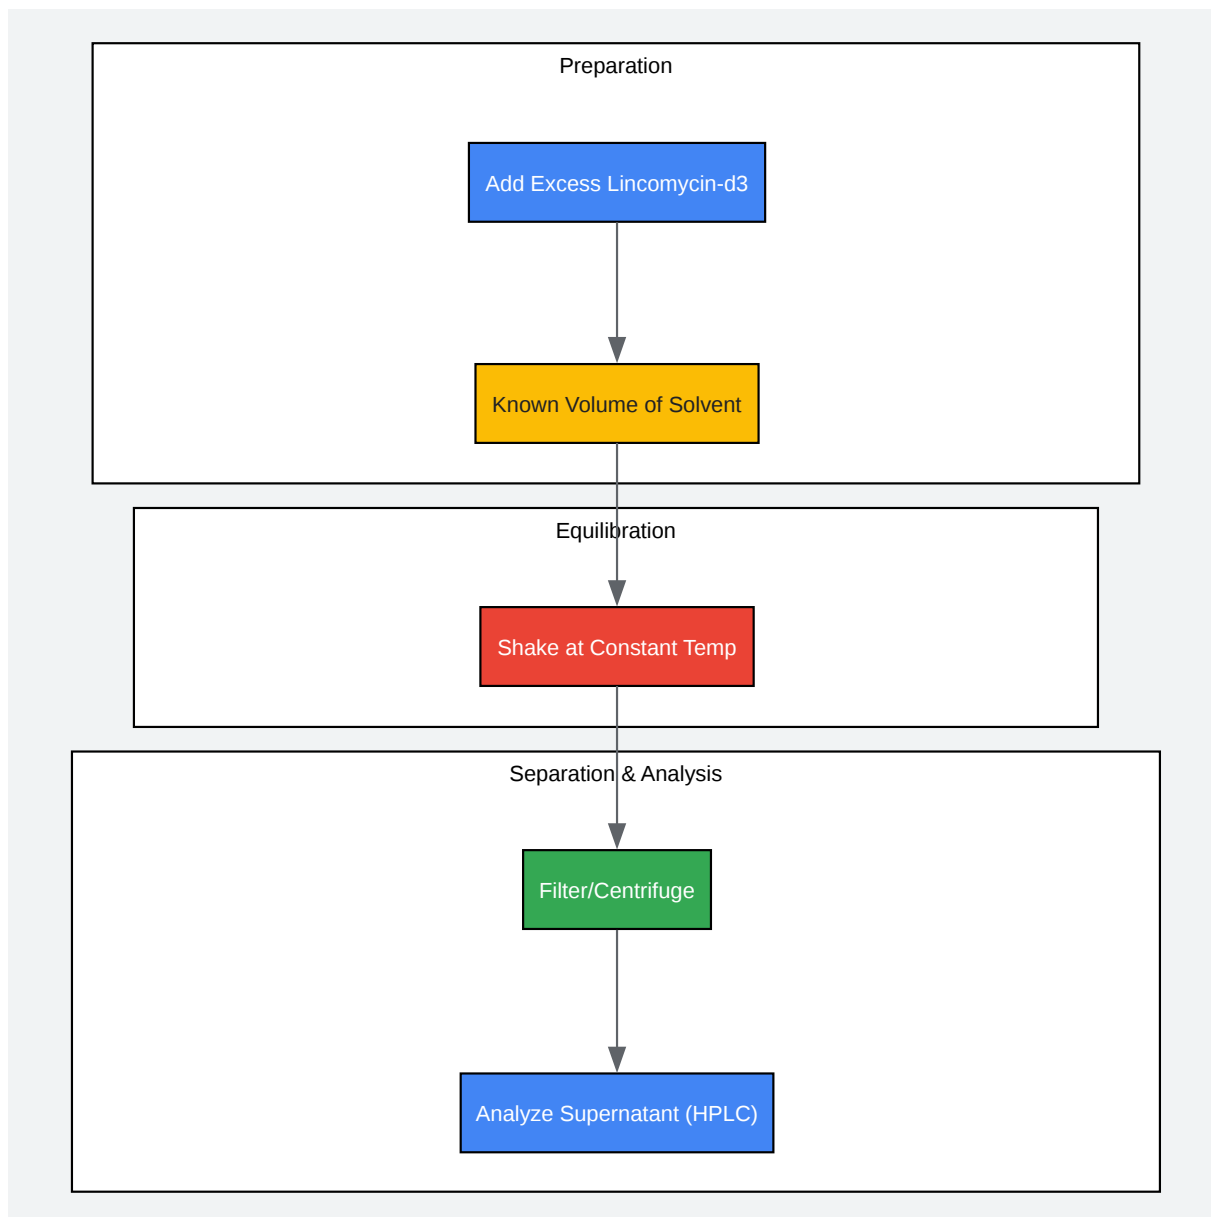 Preparation
Add Excess Lincomycin-d3
Known Volume of Solvent
Equilibration
Shake at Constant Temp
Separation & Analysis
Filter/Centrifuge
Analyze Supernatant (HPLC)